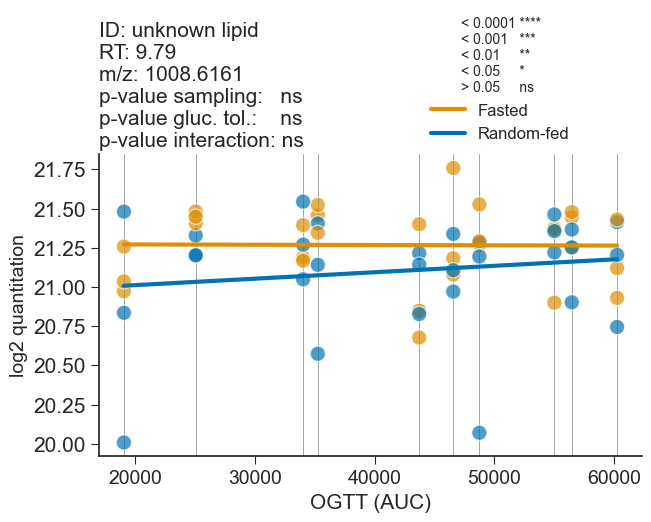 ID: unknown lipid
RT: 9.79
m/z: 1008.6161
p-value sampling: ns
p-value gluc. tol.: ns
p-value interaction: ns
< 0.0001 ****
< 0.001 ***
< 0.01 **
< 0.05 *
> 0.05 ns
Fasted
Random-fed
log2 quantitation
21.75
21.50
21.25
21.00
20.75
20.50
20.25
20.00
20000 30000 40000 50000 60000
OGTT (AUC)